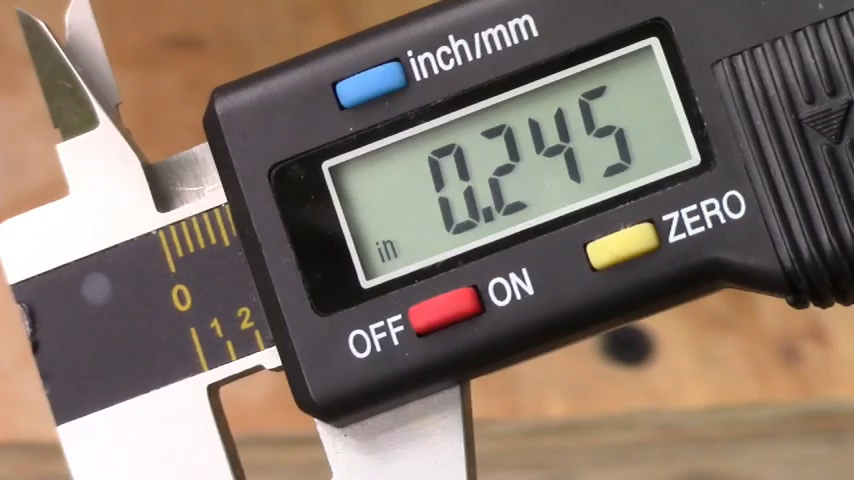 inch/mm
0.245
in
ZERO
ON
OFF
0
1 2